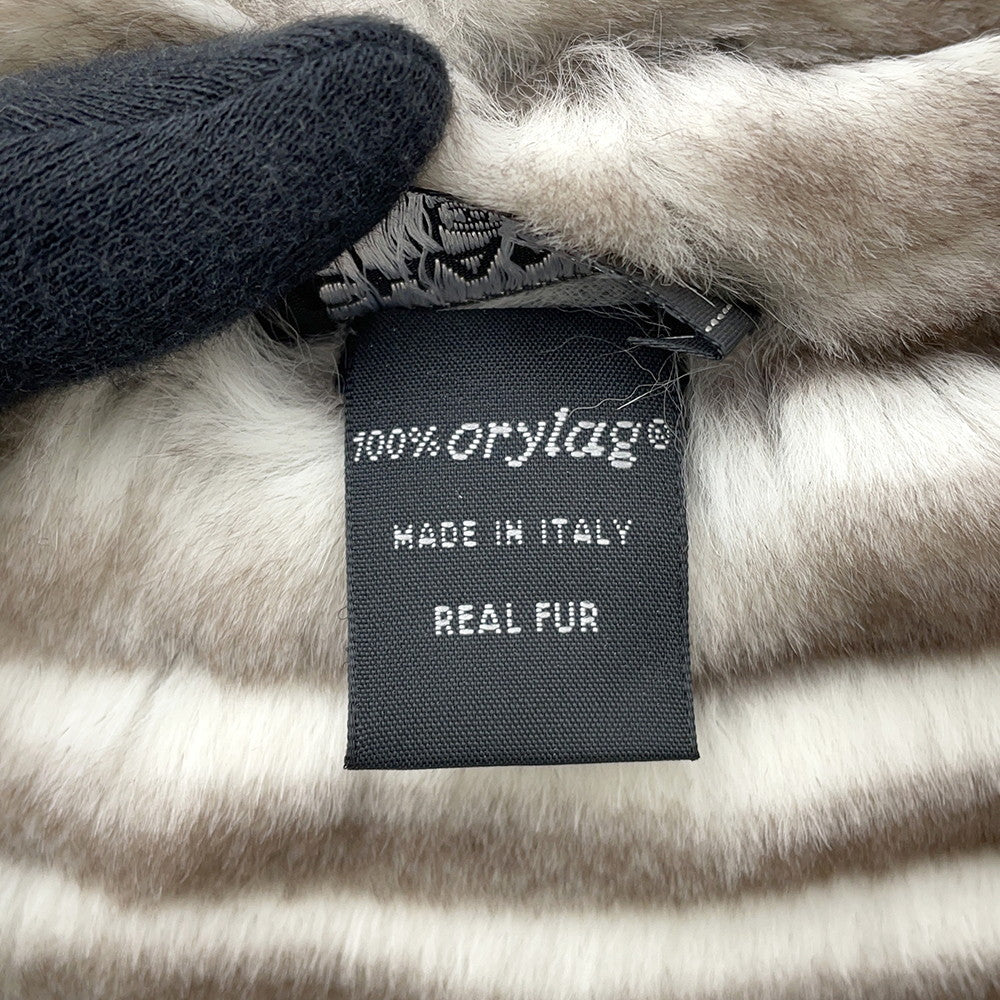 100% orylag®
MADE IN ITALY
REAL FUR